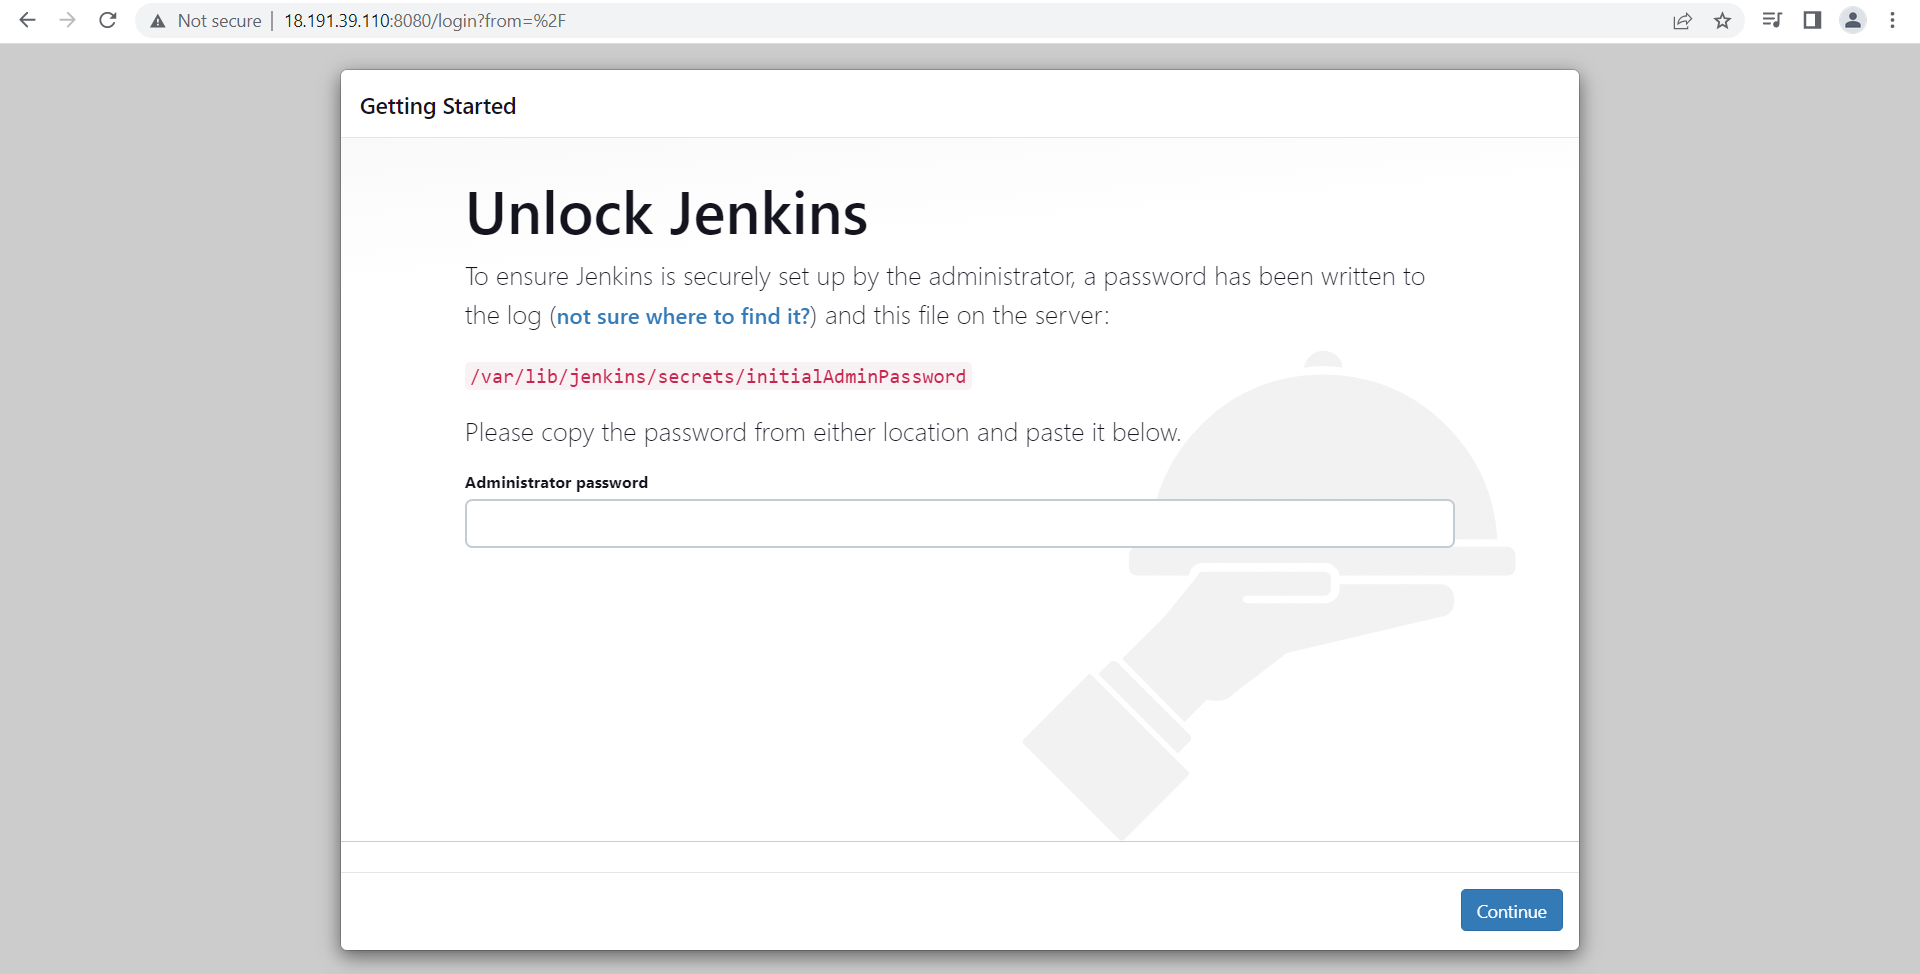 Not secure | 18.191.39.110:8080/login?from=%2F
Getting Started
Unlock Jenkins
To ensure Jenkins is securely set up by the administrator, a password has been written to
the log (not sure where to find it?) and this file on the server:
/var/lib/jenkins/secrets/initialAdminPassword
Please copy the password from either location and paste it below.
Administrator password
Continue